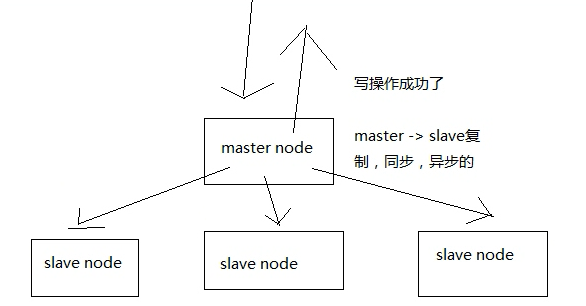 写操作成功了
master node
master -> slave复
制，同步，异步的
slave node
slave node
slave node